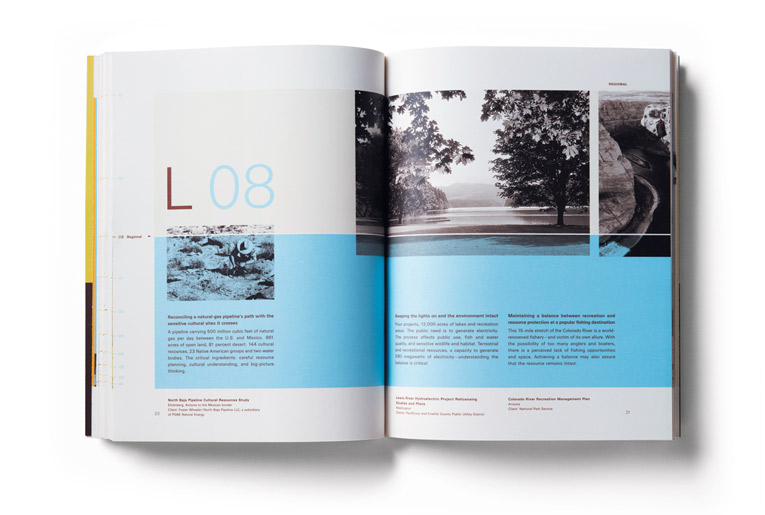 REGIONAL
L 08
08 Regional
Reconciling a natural-gas pipeline's path with the
sensitive cultural sites it crosses
A pipeline carrying 500 million cubic feet of natural
gas per day between the U.S. and Mexico. 881
acres of open land, 81 percent desert. 144 cultural
resources, 23 Native American groups and two water
bodies. The critical ingredients: careful resource
planning, cultural understanding, and big-picture
thinking.
North Baja Pipeline Cultural Resources Study
Ehrenberg, Arizona to the Mexican border
Client: Foster Wheeler/North Baja Pipeline LLC, a subsidiary
of PG&E National Energy
20
Keeping the lights on and the environment intact
Four projects, 12,000 acres of lakes and recreation
areas. The public need is to generate electricity.
The process affects public use, fish and water
quality, and sensitive wildlife and habitat. Terrestrial
and recreational resources, a capacity to generate
580 megawatts of electricity—understanding the
balance is critical.
Lewis River Hydroelectric Project Relicensing
Studies and Plans
Washington
Client: PacifiCorp and Cowlitz County Public Utility District
Maintaining a balance between recreation and
resource protection at a popular fishing destination
This 15-mile stretch of the Colorado River is a world-
renowned fishery—and victim of its own allure. With
the possibility of too many anglers and boaters,
there is a perceived lack of fishing opportunities
and space. Achieving a balance may also assure
that the resource remains intact.
Colorado River Recreation Management Plan
Arizona
Client: National Park Service
21